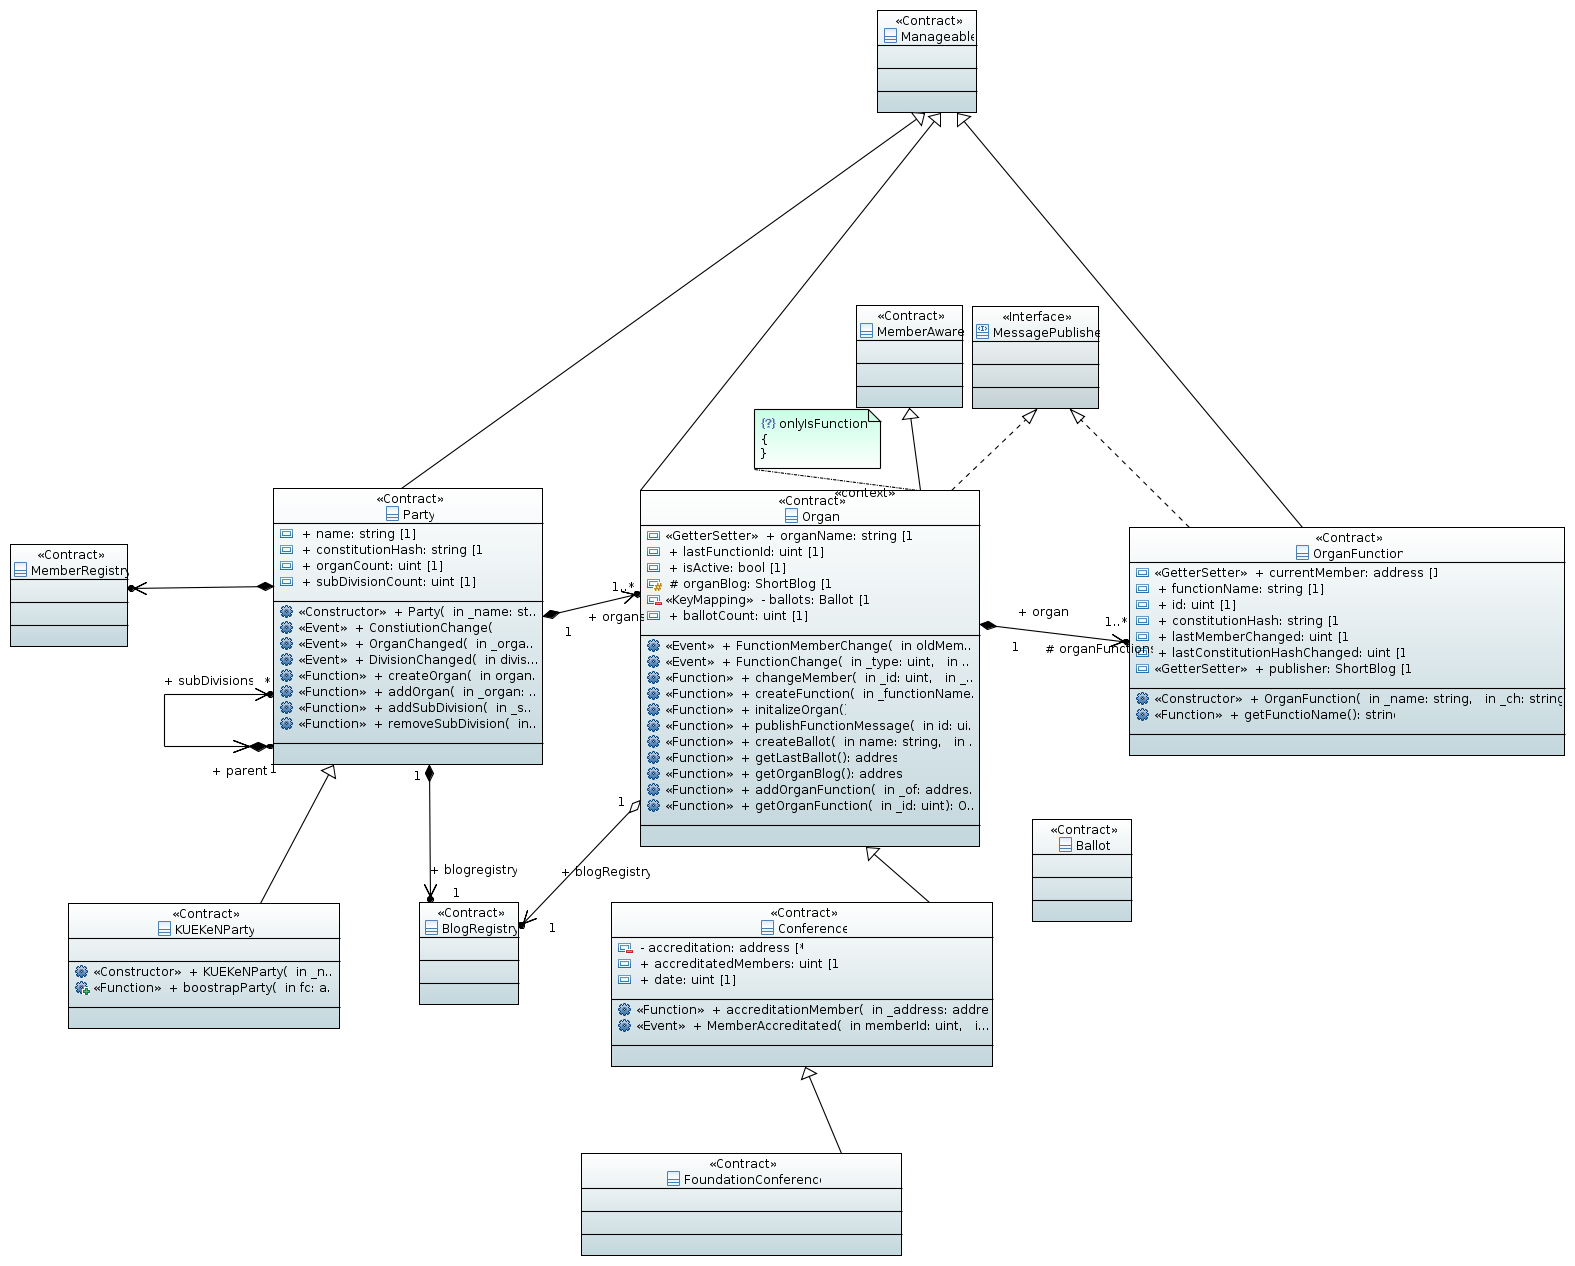 «Contract»
Manageable
«Contract»
MemberAware
«Interface»
MessagePublishe
{?} onlyIsFunction
{
}
«context»
«Contract»
Party
+ name: string [1]
+ constitutionHash: string [1
+ organCount: uint [1]
+ subDivisionCount: uint [1]
«Constructor» + Party( in _name: st..
«Event» + ConstiutionChange(
«Event» + OrganChanged( in _orga..
«Event» + DivisionChanged( in divis...
«Function» + createOrgan( in organ.
«Function» + addOrgan( in _organ: ..
«Function» + addSubDivision( in _s..
«Function» + removeSubDivision( in..
«Contract»
MemberRegistry
+ subDivisions *
+ parent 1
1..*
+ organs
1
«Contract»
Organ
«GetterSetter» + organName: string [1
+ lastFunctionId: uint [1]
+ isActive: bool [1]
# organBlog: ShortBlog [1
«KeyMapping» - ballots: Ballot [1
+ ballotCount: uint [1]
«Event» + FunctionMemberChange( in oldMem..
«Event» + FunctionChange( in _type: uint, in ..
«Function» + changeMember( in _id: uint, in _..
«Function» + createFunction( in _functionName.
«Function» + initalizeOrgan()
«Function» + publishFunctionMessage( in id: ui.
«Function» + createBallot( in name: string, in .
«Function» + getLastBallot(): addres
«Function» + getOrganBlog(): addres
«Function» + addOrganFunction( in _of: addres.
«Function» + getOrganFunction( in _id: uint): O..
+ organ
1..*
1
# organFunctions
«Contract»
OrganFunction
«GetterSetter» + currentMember: address [1]
+ functionName: string [1]
+ id: uint [1]
+ constitutionHash: string [1
+ lastMemberChanged: uint [1
+ lastConstitutionHashChanged: uint [1
«GetterSetter» + publisher: ShortBlog [1
«Constructor» + OrganFunction( in _name: string, in _ch: string
«Function» + getFunctioName(): string
1
+ blogregistry
1
1
+ blogRegistry
1
«Contract»
Ballot
«Contract»
KUEKeNParty
«Constructor» + KUEKeNParty( in _n..
«Function» + boostrapParty( in fc: a.
«Contract»
BlogRegistry
«Contract»
Conference
- accreditation: address [*
+ accreditatedMembers: uint [1
+ date: uint [1]
«Function» + accreditationMember( in _address: addre
«Event» + MemberAccreditated( in memberId: uint, i...
«Contract»
FoundationConferenc